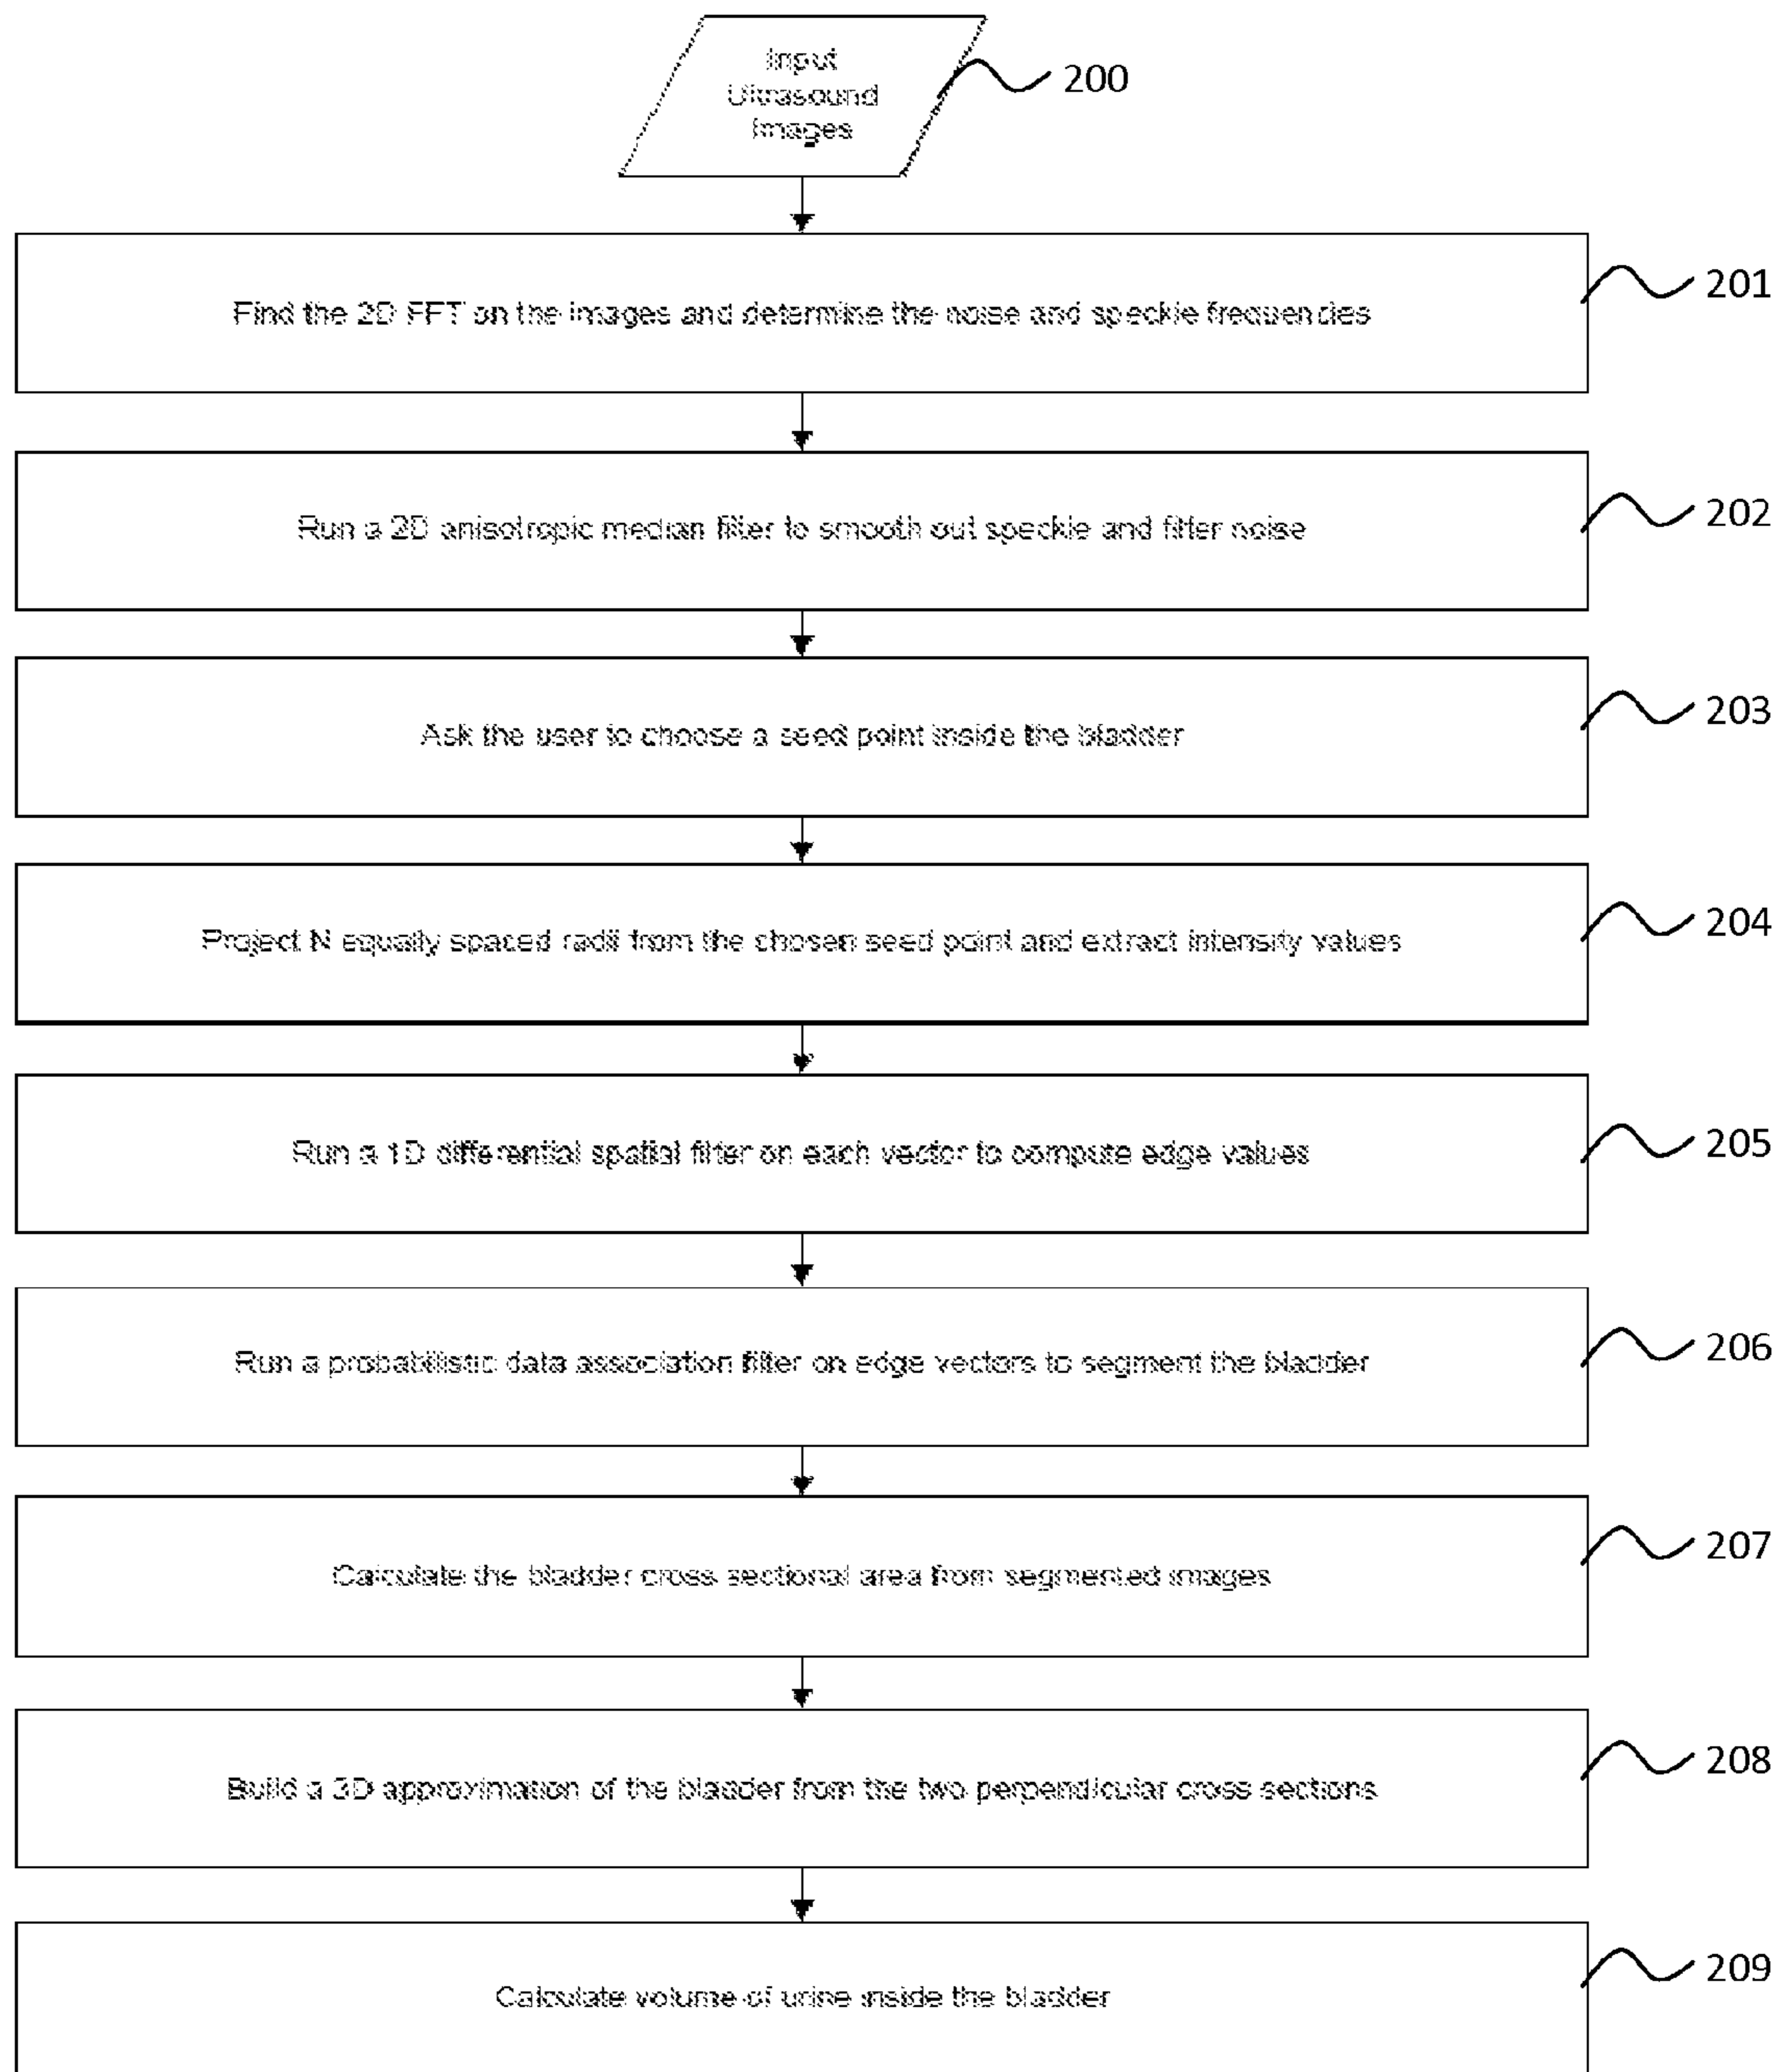 Input
Ultrasound
Images
200
Find the 2D FFT on the images and determine the noise and speckle frequencies
201
Run a 2D anisotropic median filter to smooth out speckle and filter noise
202
Ask the user to choose a seed point inside the bladder
203
Project N equally spaced radii from the chosen seed point and extract intensity values
204
Run a 1D differential spatial filter on each vector to compute edge values
205
Run a probabilistic data association filter on edge vectors to segment the bladder
206
Calculate the bladder cross sectional area from segmented images
207
Build a 3D approximation of the bladder from the two perpendicular cross sections
208
Calculate volume of urine inside the bladder
209